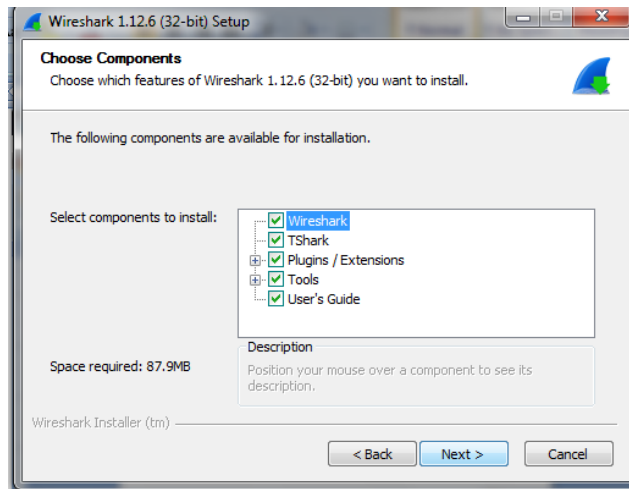 Wireshark 1.12.6 (32-bit) Setup
Choose Components
Choose which features of Wireshark 1.12.6 (32-bit) you want to install.
The following components are available for installation.
Select components to install:
Wireshark
TShark
Plugins / Extensions
Tools
User's Guide
Space required: 87.9MB
Description
Position your mouse over a component to see its
description.
Wireshark Installer (tm)
< Back
Next >
Cancel